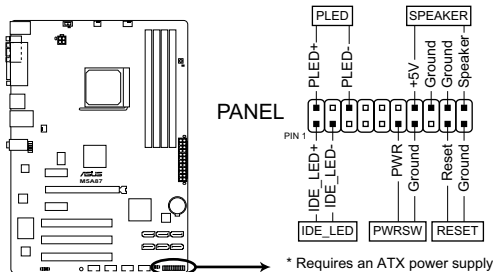 PLED
SPEAKER
PLED+
PLED-
+5V
Ground
Ground
Speaker-
PANEL
PIN 1
IDE_LED+
IDE_LED-
PWR
Ground
Reset
Ground
IDE_LED
PWRSW
RESET
* Requires an ATX power supply
/SUS
M5A87